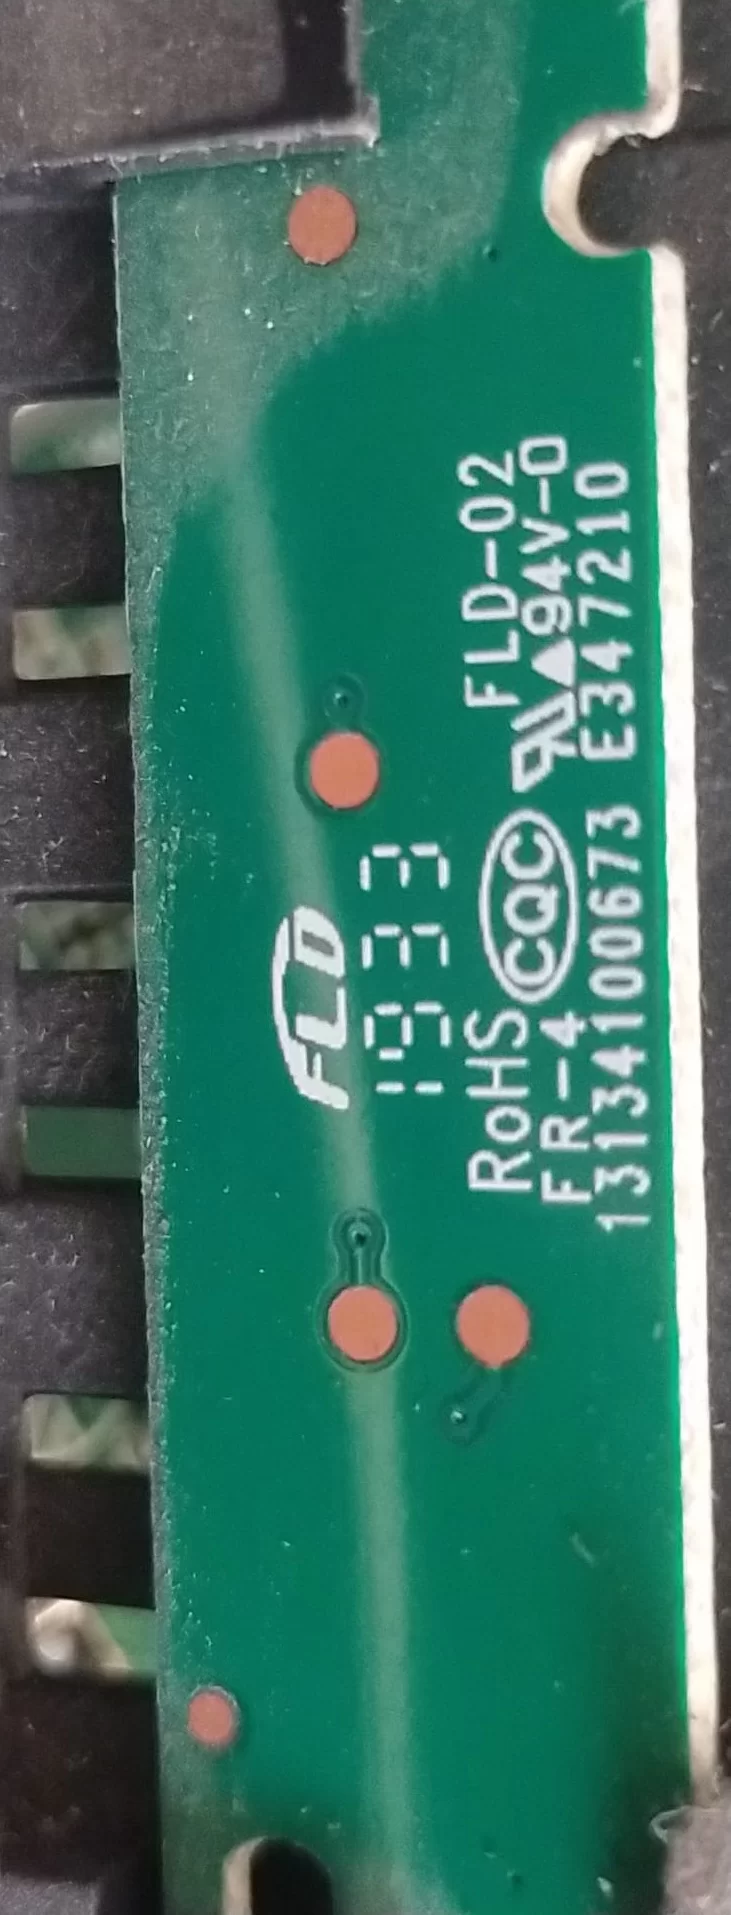 FLD
1933
RoHS CQC FLD-02
FR-4 94V-0
13134100673 E347210